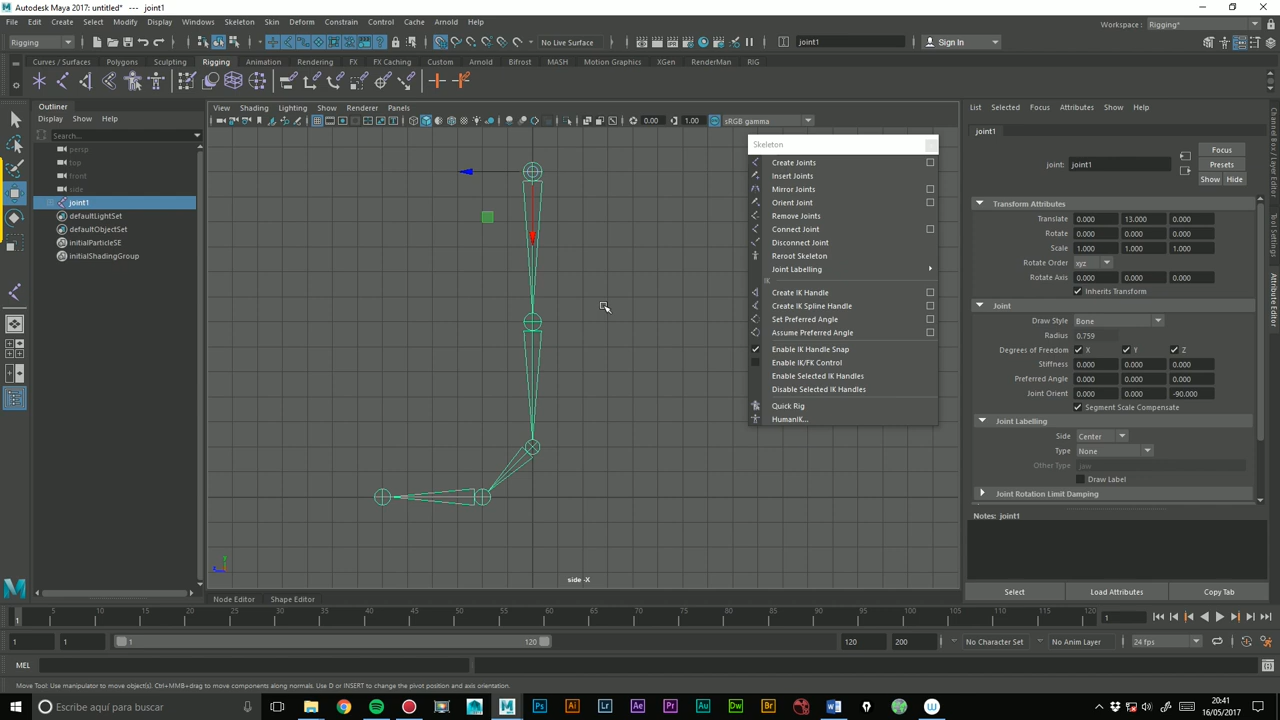 Autodesk Maya 2017: untitled* --- joint1
File Edit Create Select Modify Display Windows Skeleton Skin Deform Constrain Control Cache Arnold Help
Workspace : Rigging*
Rigging No Live Surface joint1 Sign In
Curves / Surfaces Polygons Sculpting Rigging Animation Rendering FX FX Caching Custom Arnold Bifrost MASH Motion Graphics XGen RenderMan RIG
Outliner
Display Show Help
Search...
persp
top
front
side
joint1
defaultLightSet
defaultObjectSet
initialParticleSE
initialShadingGroup
View Shading Lighting Show Renderer Panels
0.00 1.00 sRGB gamma
Skeleton
Create Joints
Insert Joints
Mirror Joints
Orient Joint
Remove Joints
Connect Joint
Disconnect Joint
Reroot Skeleton
Joint Labelling
IK
Create IK Handle
Create IK Spline Handle
Set Preferred Angle
Assume Preferred Angle
Enable IK Handle Snap
Enable IK/FK Control
Enable Selected IK Handles
Disable Selected IK Handles
Quick Rig
HumanIK...
side -X
Node Editor Shape Editor
List Selected Focus Attributes Show Help
joint1
joint: joint1
Focus
Presets
Show Hide
Transform Attributes
Translate 0.000 13.000 0.000
Rotate 0.000 0.000 0.000
Scale 1.000 1.000 1.000
Rotate Order xyz
Rotate Axis 0.000 0.000 0.000
Inherits Transform
Joint
Draw Style Bone
Radius 0.759
Degrees of Freedom X Y Z
Stiffness 0.000 0.000 0.000
Preferred Angle 0.000 0.000 0.000
Joint Orient 0.000 0.000 -90.000
Segment Scale Compensate
Joint Labelling
Side Center
Type None
Other Type jaw
Draw Label
Joint Rotation Limit Damping
Notes: joint1
Select Load Attributes Copy Tab
Channel Box / Layer Editor
Modeling Toolkit
Attribute Editor
5 10 15 20 25 30 35 40 45 50 55 60 65 70 75 80 85 90 95 100 105 110 115 120
1 1
1 1 1 120 120 200 No Character Set No Anim Layer 24 fps
MEL
Move Tool: Use manipulator to move object(s). Ctrl+MMB+drag to move components along normals. Use D or INSERT to change the pivot position and axis orientation.
Escribe aquí para buscar
20:41
16/05/2017